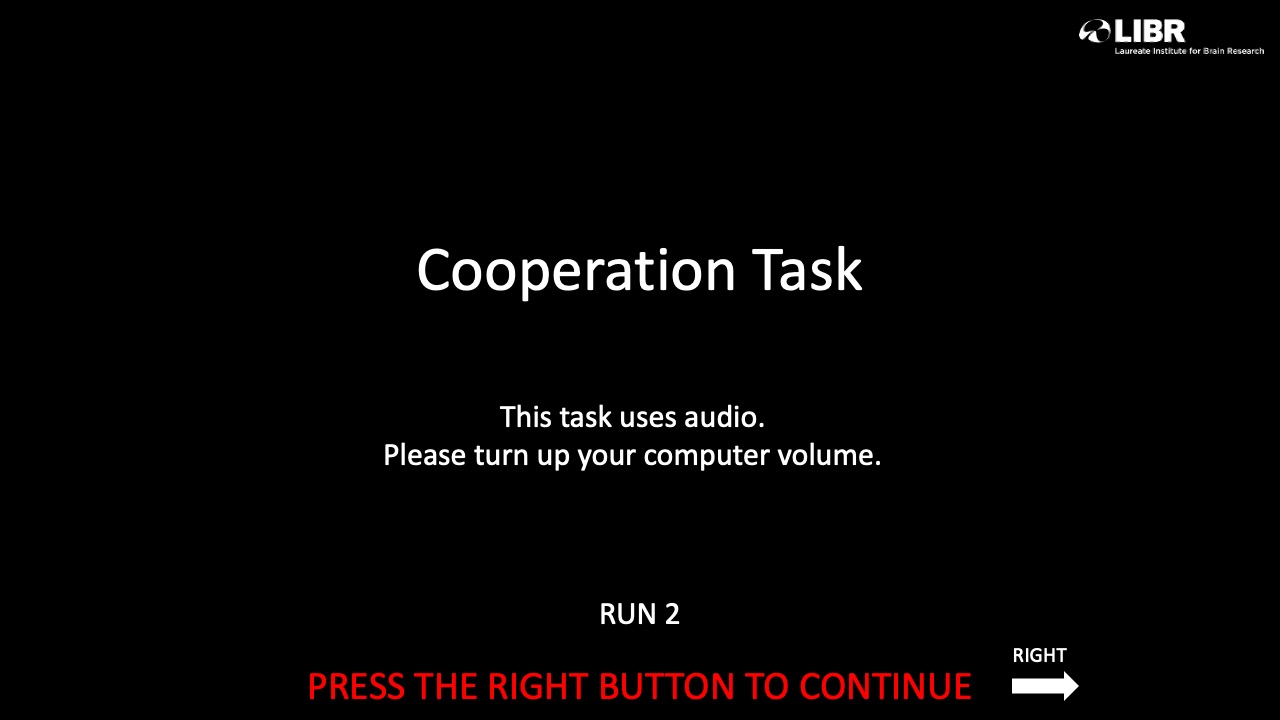 LIBR
Laureate Institute for Brain Research
Cooperation Task
This task uses audio.
Please turn up your computer volume.
RUN 2
RIGHT
PRESS THE RIGHT BUTTON TO CONTINUE